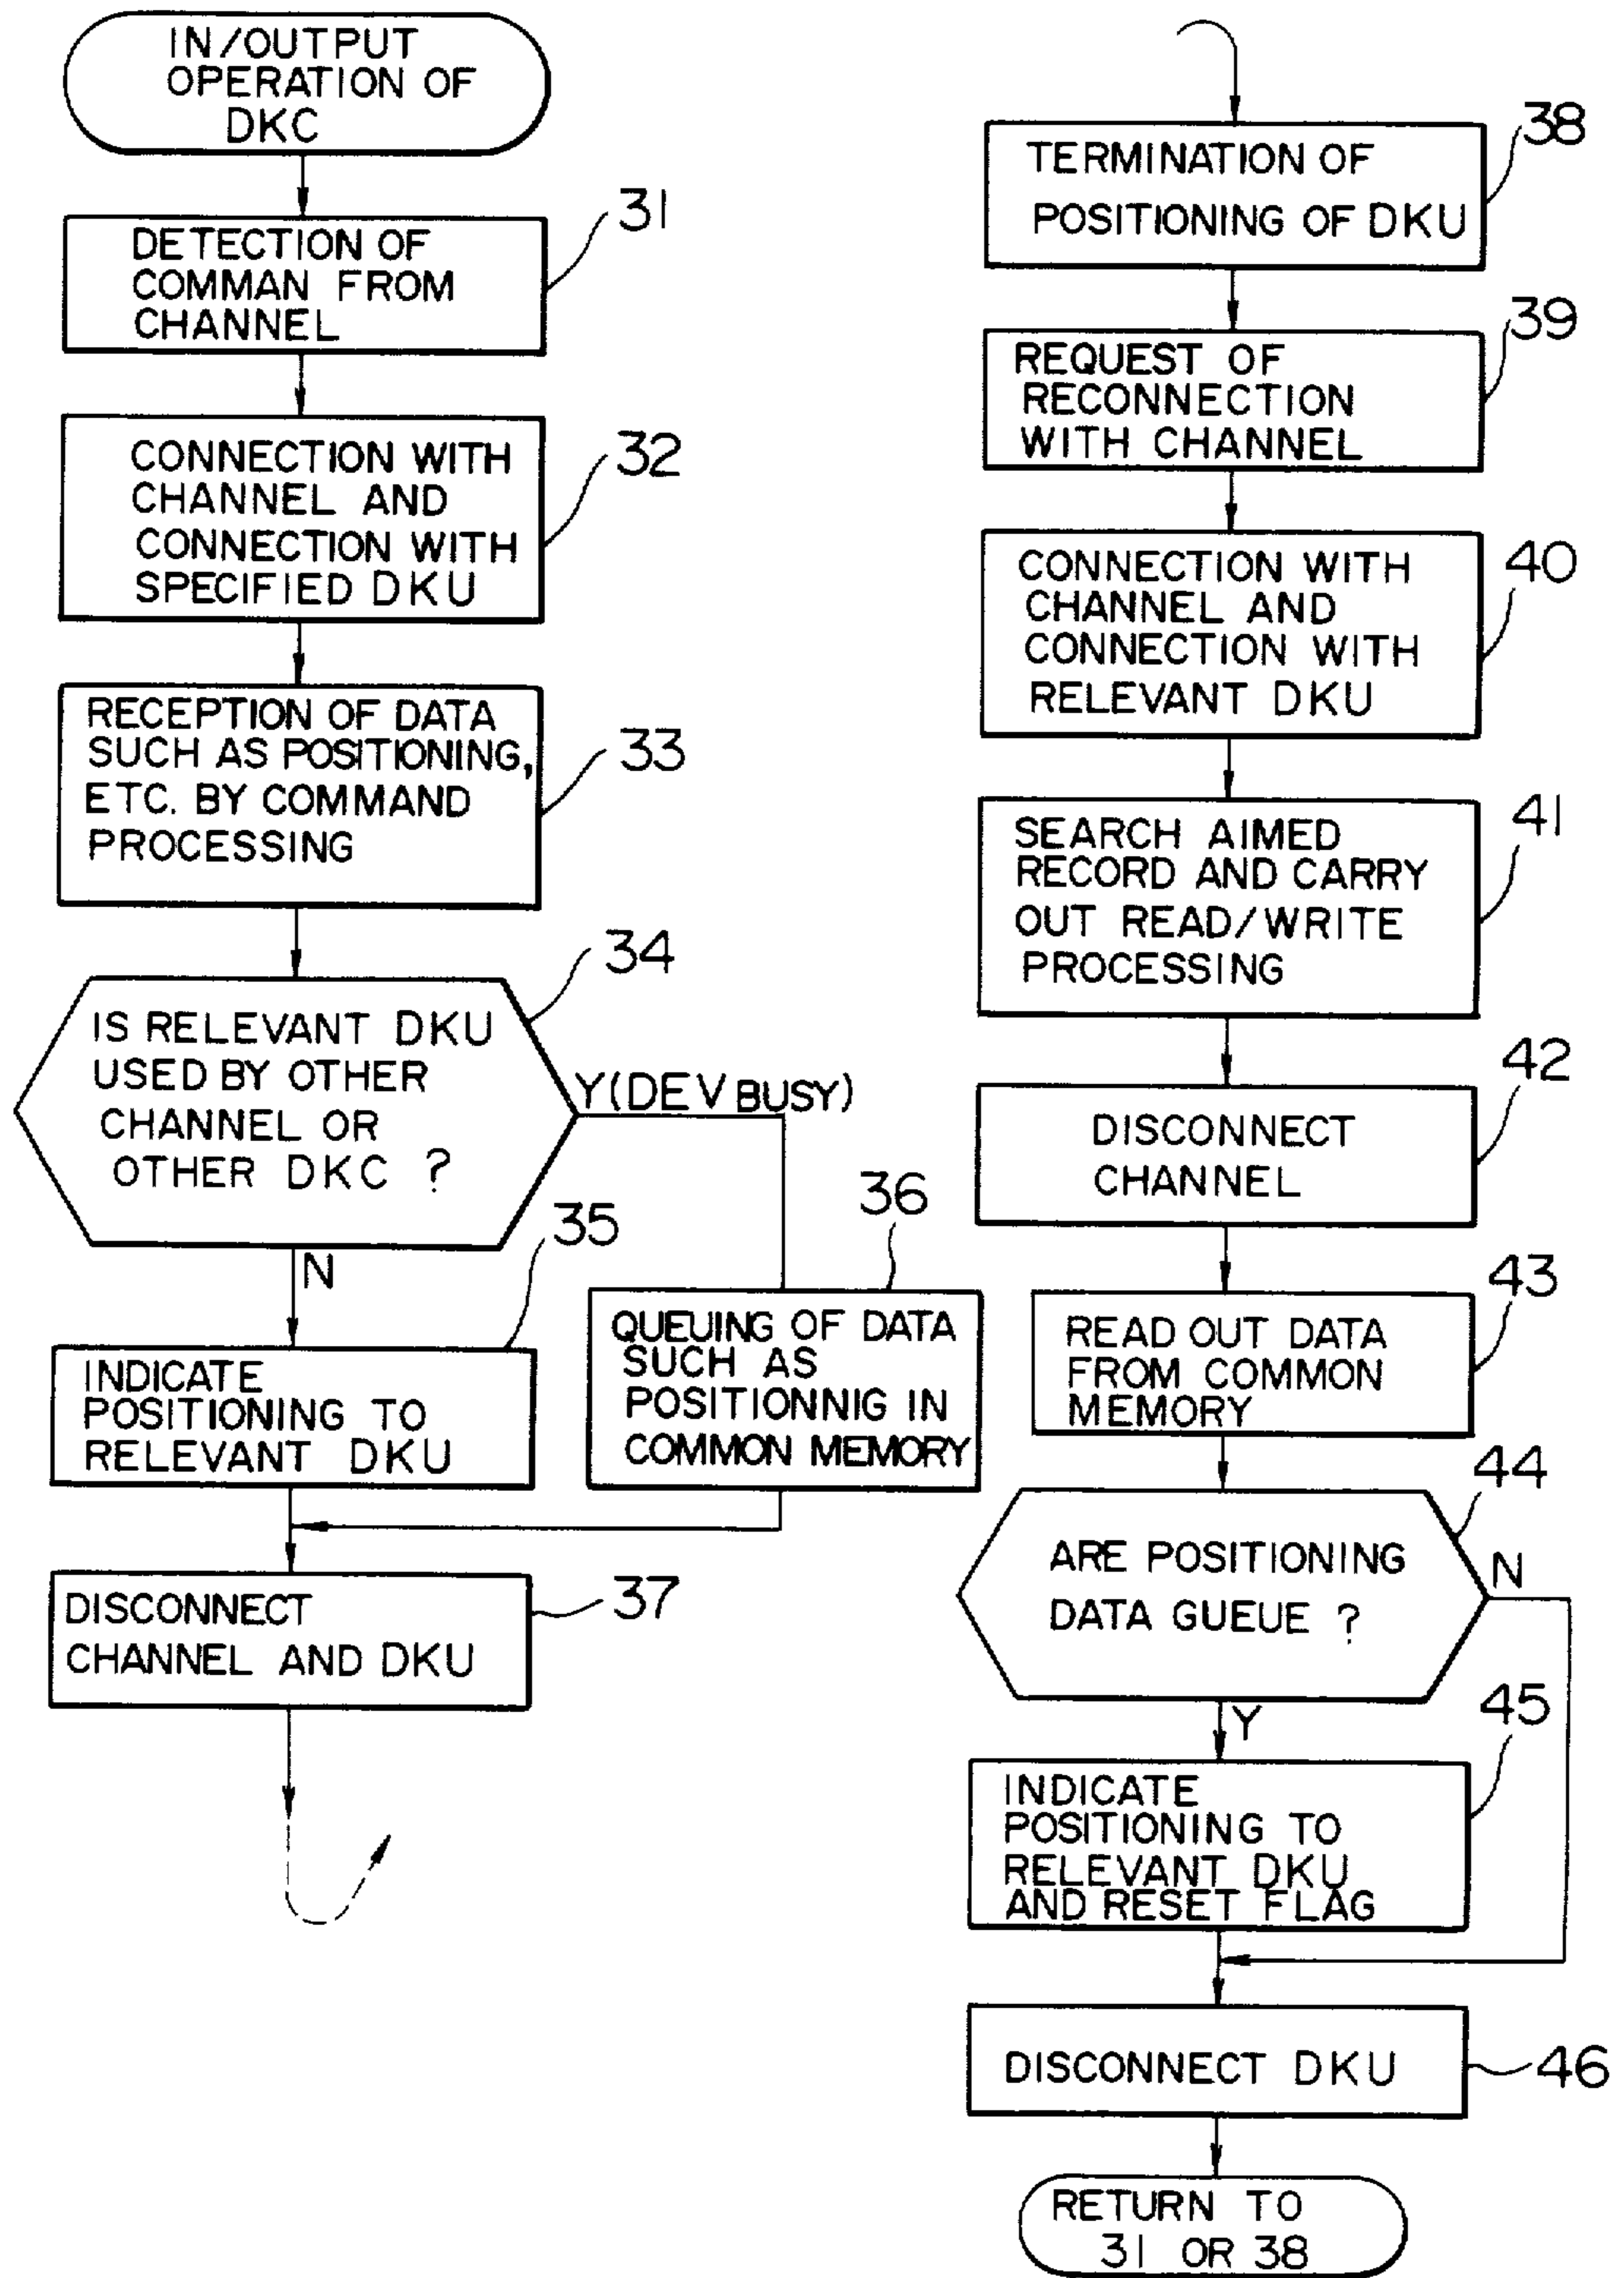 IN/OUTPUT
OPERATION OF
DKC
31
DETECTION OF
COMMAN FROM
CHANNEL
32
CONNECTION WITH
CHANNEL AND
CONNECTION WITH
SPECIFIED DKU
33
RECEPTION OF DATA
SUCH AS POSITIONING,
ETC. BY COMMAND
PROCESSING
34
IS RELEVANT DKU
USED BY OTHER
CHANNEL OR
OTHER DKC ?
Y(DEV BUSY)
N
35
INDICATE
POSITIONING TO
RELEVANT DKU
36
QUEUING OF DATA
SUCH AS
POSITIONNIG IN
COMMON MEMORY
37
DISCONNECT
CHANNEL AND DKU
38
TERMINATION OF
POSITIONING OF DKU
39
REQUEST OF
RECONNECTION
WITH CHANNEL
40
CONNECTION WITH
CHANNEL AND
CONNECTION WITH
RELEVANT DKU
41
SEARCH AIMED
RECORD AND CARRY
OUT READ/WRITE
PROCESSING
42
DISCONNECT
CHANNEL
43
READ OUT DATA
FROM COMMON
MEMORY
44
ARE POSITIONING
DATA GUEUE ?
N
Y
45
INDICATE
POSITIONING TO
RELEVANT DKU
AND RESET FLAG
46
DISCONNECT DKU
RETURN TO
31 OR 38